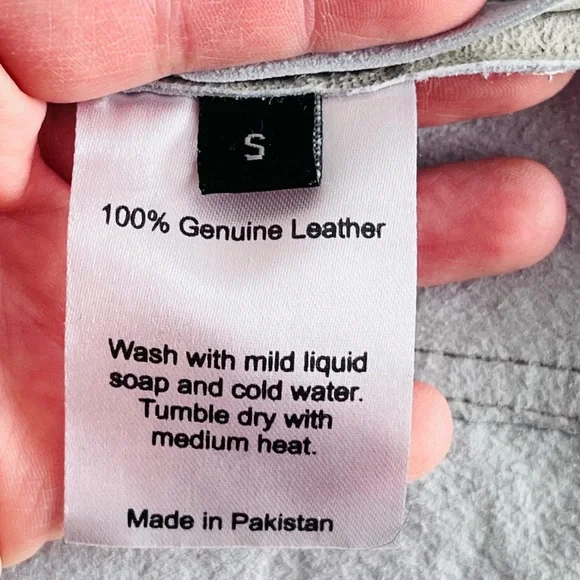 S
100% Genuine Leather
Wash with mild liquid
soap and cold water.
Tumble dry with
medium heat.
Made in Pakistan